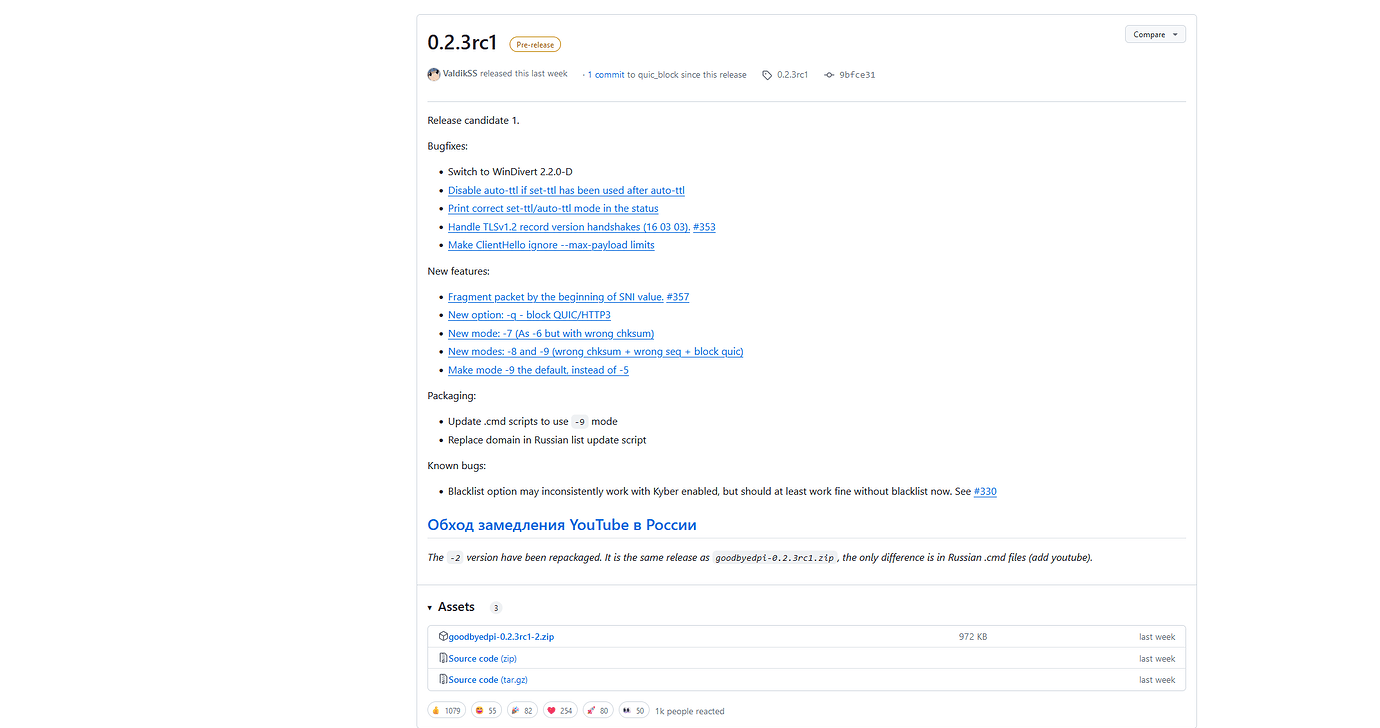 0.2.3rc1 Pre-release Compare
ValdikSS released this last week · 1 commit to quic_block since this release 0.2.3rc1 9bfce31
Release candidate 1.
Bugfixes:
• Switch to WinDivert 2.2.0-D
• Disable auto-ttl if set-ttl has been used after auto-ttl
• Print correct set-ttl/auto-ttl mode in the status
• Handle TLSv1.2 record version handshakes (16 03 03). #353
• Make ClientHello ignore --max-payload limits
New features:
• Fragment packet by the beginning of SNI value. #357
• New option: -q - block QUIC/HTTP3
• New mode: -7 (As -6 but with wrong chksum)
• New modes: -8 and -9 (wrong chksum + wrong seq + block quic)
• Make mode -9 the default, instead of -5
Packaging:
• Update .cmd scripts to use -9 mode
• Replace domain in Russian list update script
Known bugs:
• Blacklist option may inconsistently work with Kyber enabled, but should at least work fine without blacklist now. See #330
Обход замедления YouTube в России
The -2 version have been repackaged. It is the same release as goodbyedpi-0.2.3rc1.zip, the only difference is in Russian .cmd files (add youtube).
Assets 3
goodbyedpi-0.2.3rc1-2.zip 972 KB last week
Source code (zip) last week
Source code (tar.gz) last week
1079 55 82 254 80 50 1k people reacted